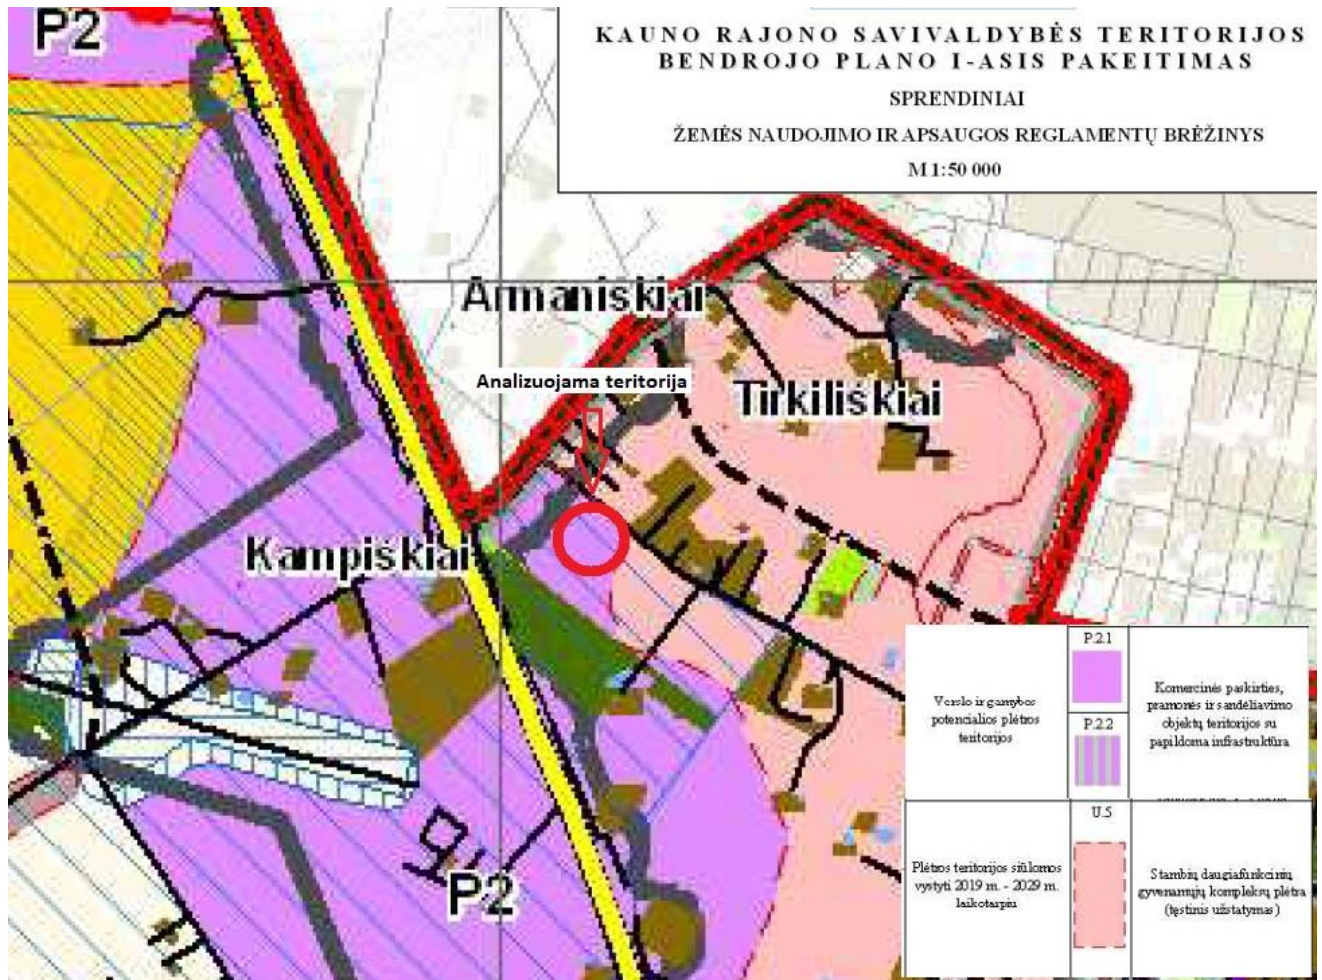 P2
KAUNO RAJONO SAVIVALDYBĖS TERITORIJOS
BENDROJO PLANO I-ASIS PAKEITIMAS
SPRENDINIAI
ŽEMĖS NAUDOJIMO IR APSAUGOS REGLAMENTŲ BRĖŽINYS
M 1:50 000
Armaniškiai
Analizuojama teritorija
Tirkiliškiai
Kampiškiai
P2
Verslo ir gamybos
potencialios plėtros
teritorijos
P.2.1
P.2.2
Komercinės paskirties,
pramonės ir sandėliavimo
objektų teritorijos su
papildoma infrastruktūra
Plėtros teritorijos siūlomos
vystyti 2019 m. - 2029 m.
laikotarpiu
U.5
Stambių daugiafunkcinių
gyvenamųjų kompleksų plėtra
(tęstinis užstatymas)